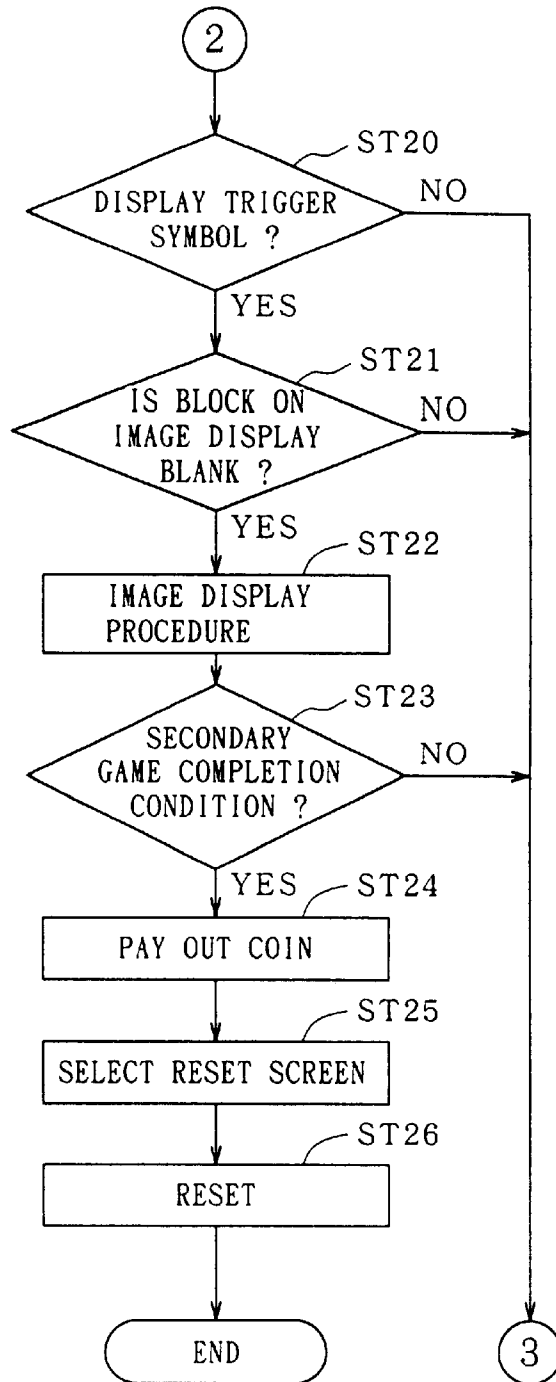 2
ST20
DISPLAY TRIGGER
SYMBOL ?
NO
YES
ST21
IS BLOCK ON
IMAGE DISPLAY
BLANK ?
NO
YES
ST22
IMAGE DISPLAY
PROCEDURE
ST23
SECONDARY
GAME COMPLETION
CONDITION ?
NO
YES
ST24
PAY OUT COIN
ST25
SELECT RESET SCREEN
ST26
RESET
END
3